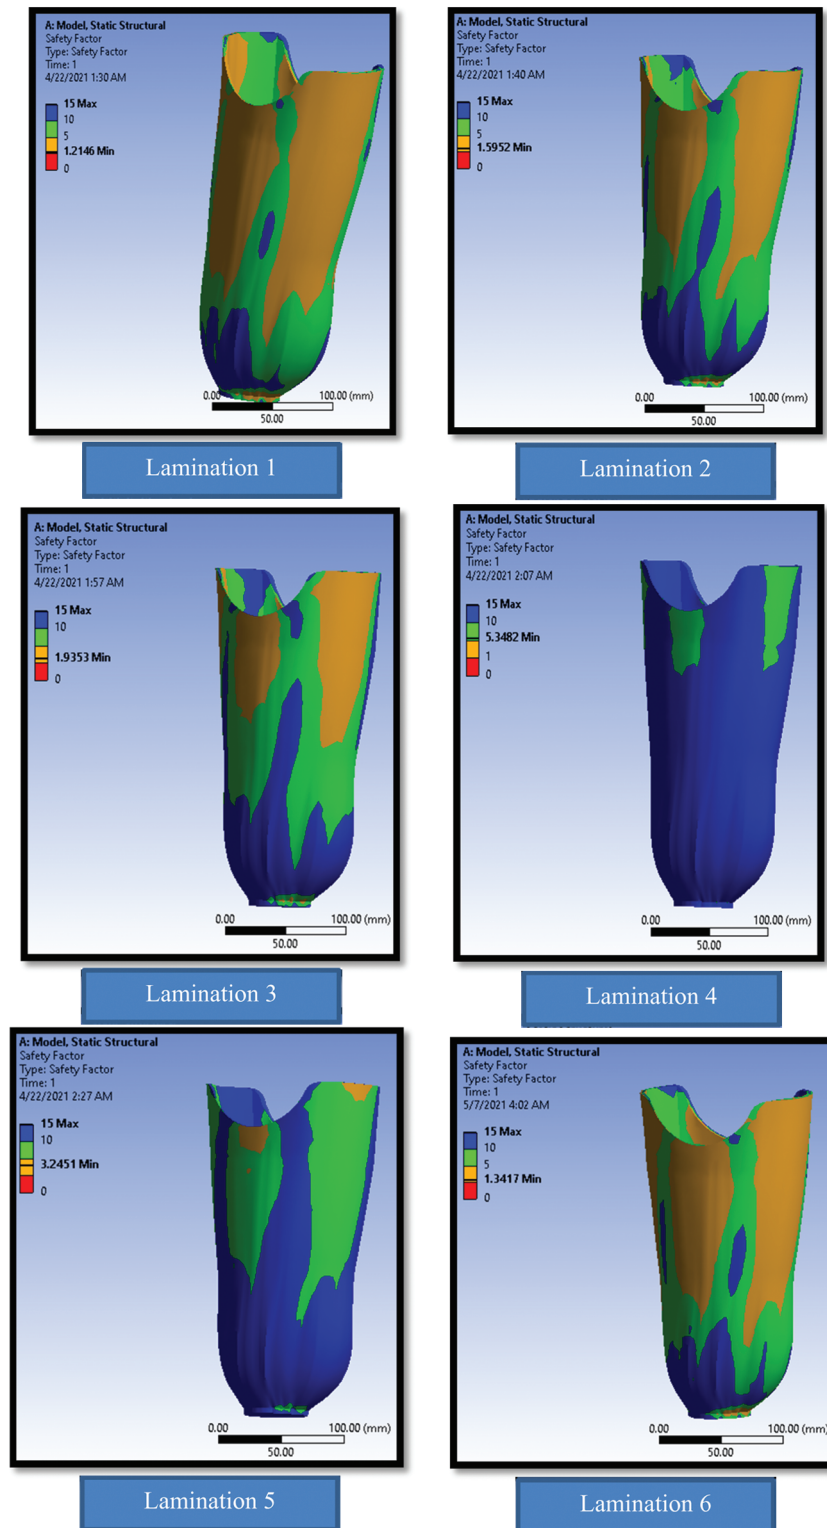 A: Model, Static Structural
Safety Factor
Type: Safety Factor
Time: 1
4/22/2021 1:30 AM
15 Max
10
5
1.2146 Min
0
0.00
100.00 (mm)
50.00
Lamination 1
A: Model, Static Structural
Safety Factor
Type: Safety Factor
Time: 1
4/22/2021 1:40 AM
15 Max
10
5
1.5952 Min
0
0.00
100.00 (mm)
50.00
Lamination 2
A: Model, Static Structural
Safety Factor
Type: Safety Factor
Time: 1
4/22/2021 1:57 AM
15 Max
10
1.9353 Min
0
0.00
100.00 (mm)
50.00
Lamination 3
A: Model, Static Structural
Safety Factor
Type: Safety Factor
Time: 1
4/22/2021 2:07 AM
15 Max
10
5.3482 Min
1
0
0.00
100.00 (mm)
50.00
Lamination 4
A: Model, Static Structural
Safety Factor
Type: Safety Factor
Time: 1
4/22/2021 2:27 AM
15 Max
10
3.2451 Min
0
0.00
100.00 (mm)
50.00
Lamination 5
A: Model, Static Structural
Safety Factor
Type: Safety Factor
Time: 1
5/7/2021 4:02 AM
15 Max
10
5
1.3417 Min
0
0.00
100.00 (mm)
50.00
Lamination 6